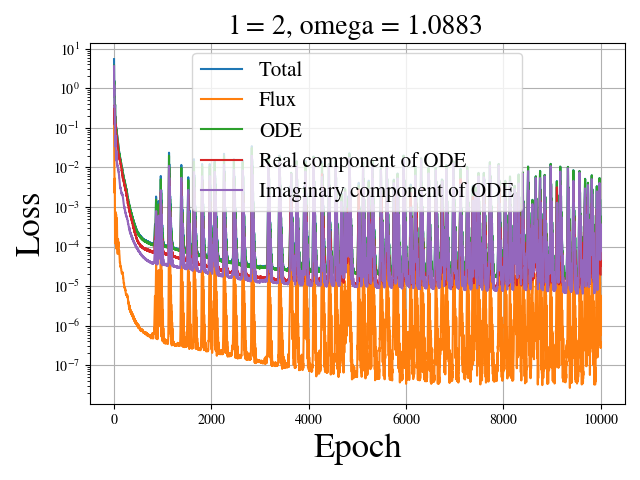 l = 2, omega = 1.0883
Loss
10¹
10⁰
10⁻¹
10⁻²
10⁻³
10⁻⁴
10⁻⁵
10⁻⁶
10⁻⁷
Total
Flux
ODE
Real component of ODE
Imaginary component of ODE
0 2000 4000 6000 8000 10000
Epoch